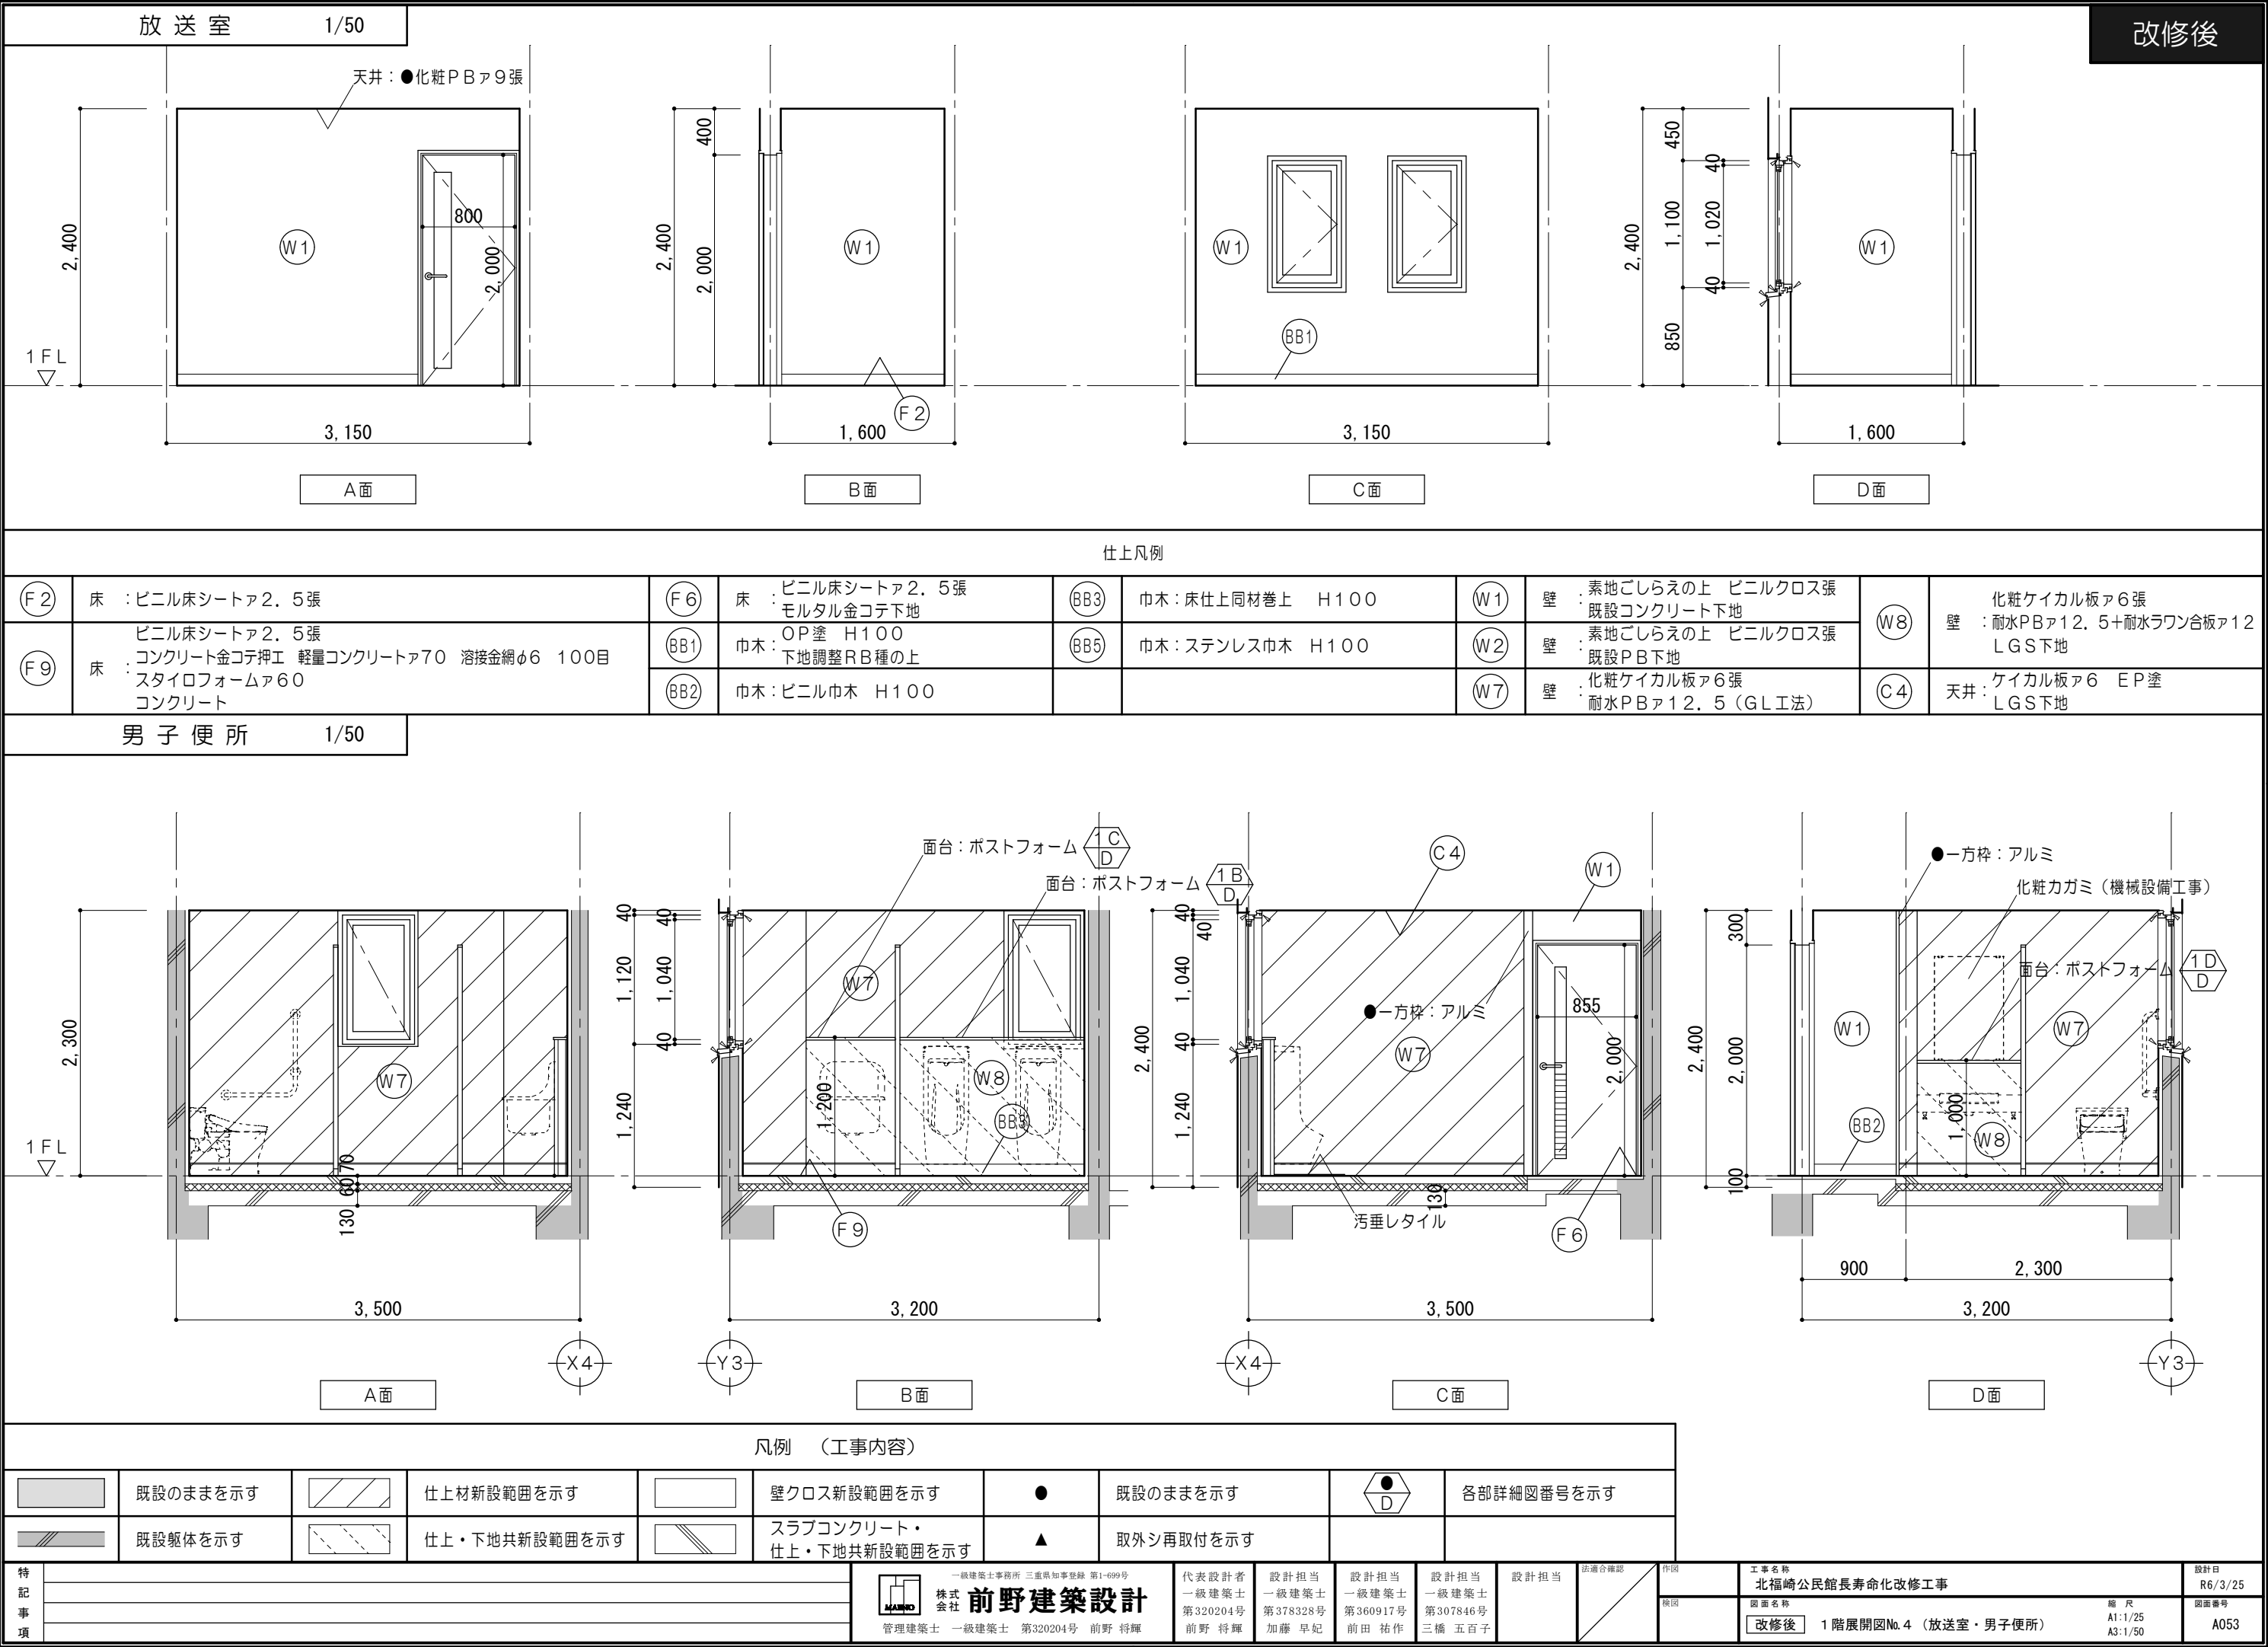 放送室 1/50
改修後
天井：●化粧ＰＢァ９張
2,400
W1
800
2,000
1FL
3,150
A面
400
2,400
2,000
W1
F2
1,600
B面
W1
BB1
3,150
C面
2,400
450
1,100
850
40
1,020
40
W1
1,600
D面
仕上凡例
F2 床：ビニル床シートァ２．５張
F9 床：ビニル床シートァ２．５張
コンクリート金コテ押工　軽量コンクリートァ70　溶接金網φ6　100目
スタイロフォームァ60
コンクリート
F6 床：ビニル床シートァ２．５張
モルタル金コテ下地
BB1 巾木：ＯＰ塗　Ｈ１００
下地調整ＲＢ種の上
BB2 巾木：ビニル巾木　Ｈ１００
BB3 巾木：床仕上同材巻上　Ｈ１００
BB5 巾木：ステンレス巾木　Ｈ１００
W1 壁：素地ごしらえの上　ビニルクロス張
既設コンクリート下地
W2 壁：素地ごしらえの上　ビニルクロス張
既設ＰＢ下地
W7 壁：化粧ケイカル板ァ６張
耐水ＰＢァ１２．５（ＧＬ工法）
W8 壁：化粧ケイカル板ァ６張
耐水PBァ１２．５＋耐水ラワン合板ァ12
ＬＧＳ下地
C4 天井：ケイカル板ァ６　ＥＰ塗
ＬＧＳ下地
男子便所 1/50
2,300
1FL
W7
70
60
130
3,500
X4
A面
40
1,120
1,240
40
1,040
40
面台：ポストフォーム 1C D
面台：ポストフォーム 1B D
W7
W8
BB3
1,200
F9
3,200
Y3
B面
2,400
40
40
1,040
40
1,240
C4
W1
●一方枠：アルミ
W7
855
2,000
130
汚垂レタイル
F6
3,500
X4
C面
2,400
300
2,000
100
●一方枠：アルミ
化粧カガミ（機械設備工事）
面台：ポストフォーム 1D D
W1
W7
W8
BB2
1,000
900
2,300
3,200
Y3
D面
凡例　（工事内容）
既設のままを示す
仕上材新設範囲を示す
壁クロス新設範囲を示す
● 既設のままを示す
● D 各部詳細図番号を示す
既設躯体を示す
仕上・下地共新設範囲を示す
スラブコンクリート・
仕上・下地共新設範囲を示す
▲ 取外シ再取付を示す
特記事項
MAENO
一級建築士事務所 三重県知事登録 第1-699号
株式会社 前野建築設計
管理建築士　一級建築士　第320204号　前野 将輝
代表設計者
一級建築士
第320204号
前野 将輝
設計担当
一級建築士
第378328号
加藤 早妃
設計担当
一級建築士
第360917号
前田 祐作
設計担当
一級建築士
第307846号
三橋 五百子
設計担当
法適合確認
作図
検図
工事名称
北福崎公民館長寿命化改修工事
図面名称
改修後 １階展開図№４（放送室・男子便所）
縮尺
A1:1/25
A3:1/50
設計日
R6/3/25
図面番号
A053